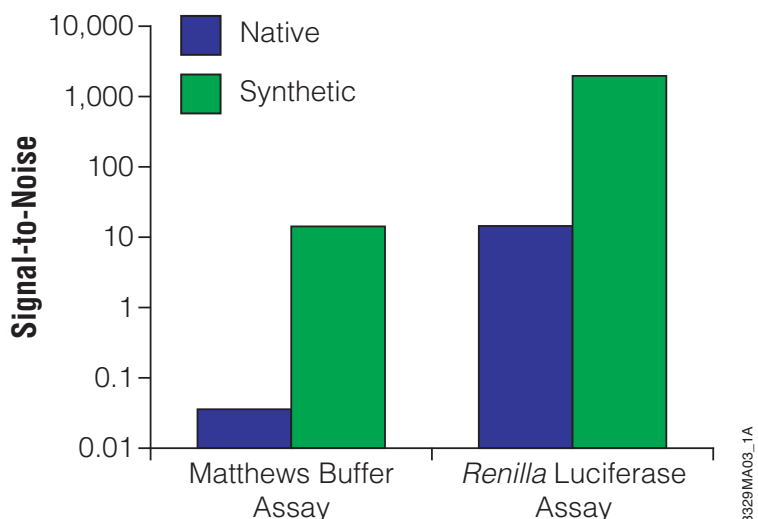 Signal-to-Noise
10,000
1,000
100
10
1
0.1
0.01
Native
Synthetic
Matthews Buffer
Assay
Renilla Luciferase
Assay
3329MA03_1A